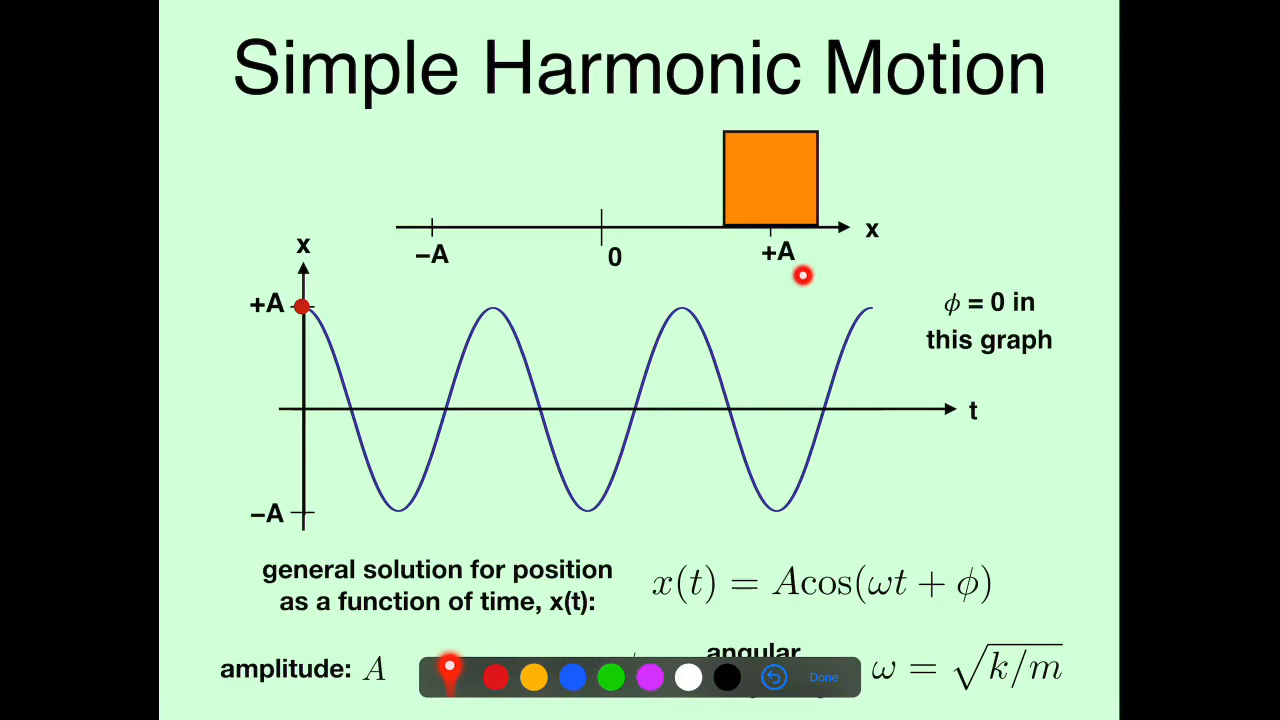 Simple Harmonic Motion
x
−A
0
+A
x
+A
ϕ = 0 in
this graph
t
−A
general solution for position
as a function of time, x(t):
x(t) = Acos(ωt + ϕ)
angular
amplitude: A
ω = √k/m
Done